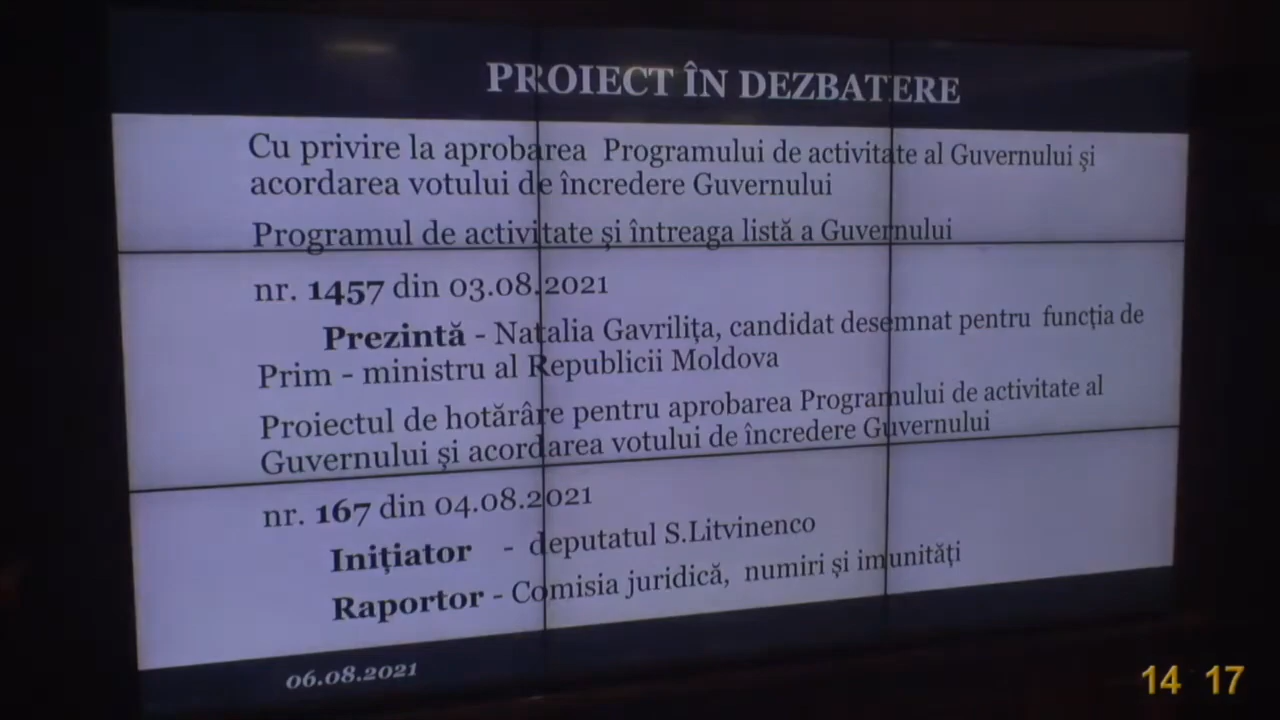 PROIECT ÎN DEZBATERE
Cu privire la aprobarea Programului de activitate al Guvernului și
acordarea votului de încredere Guvernului
Programul de activitate și întreaga listă a Guvernului
nr. 1457 din 03.08.2021
Prezintă - Natalia Gavrilița, candidat desemnat pentru funcția de
Prim - ministru al Republicii Moldova
Proiectul de hotărâre pentru aprobarea Programului de activitate al
Guvernului și acordarea votului de încredere Guvernului
nr. 167 din 04.08.2021
Inițiator - deputatul S.Litvinenco
Raportor - Comisia juridică, numiri și imunități
06.08.2021
14 17